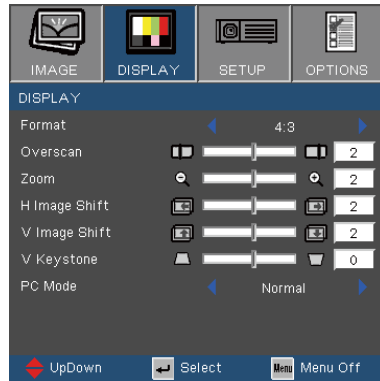 IMAGE DISPLAY SETUP OPTIONS
DISPLAY
Format 4:3
Overscan 2
Zoom 2
H Image Shift 2
V Image Shift 2
V Keystone 0
PC Mode Normal
UpDown Select Menu Menu Off